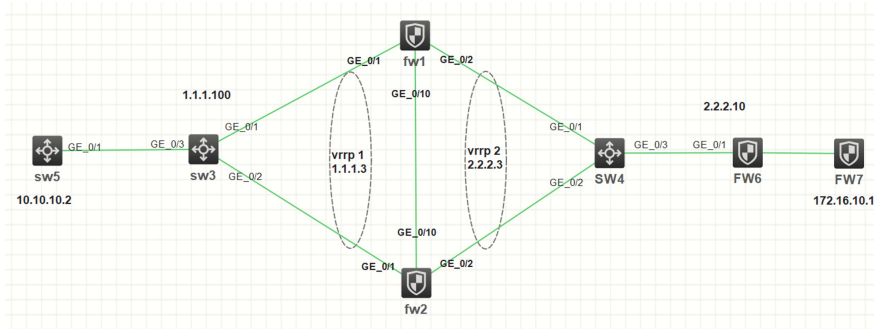 fw1
GE_0/1
GE_0/2
GE_0/10
1.1.1.100
2.2.2.10
GE_0/1
GE_0/1
GE_0/1
GE_0/3
GE_0/3
GE_0/1
sw5
sw3
vrrp 1
1.1.1.3
vrrp 2
2.2.2.3
SW4
FW6
FW7
GE_0/2
GE_0/2
10.10.10.2
172.16.10.1
GE_0/10
GE_0/1
GE_0/2
fw2